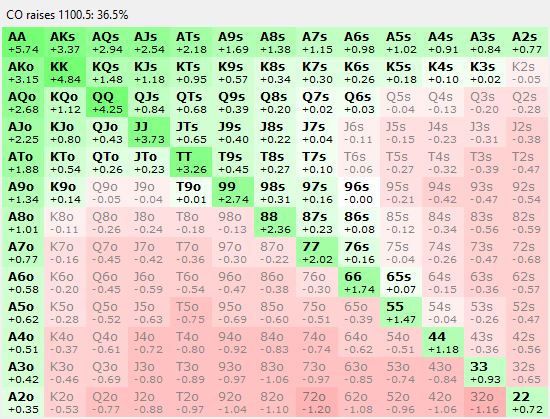 CO raises 1100.5: 36.5%
AA AKs AQs AJs ATs A9s A8s A7s A6s A5s A4s A3s A2s
+5.74 +3.37 +2.94 +2.54 +2.18 +1.69 +1.38 +1.15 +0.98 +1.02 +0.91 +0.84 +0.77
AKo KK KQs KJs KTs K9s K8s K7s K6s K5s K4s K3s K2s
+3.15 +4.84 +1.48 +1.18 +0.95 +0.57 +0.34 +0.30 +0.26 +0.18 +0.10 +0.02 -0.05
AQo KQo QQ QJs QTs Q9s Q8s Q7s Q6s Q5s Q4s Q3s Q2s
+2.68 +1.12 +4.25 +0.84 +0.68 +0.39 +0.20 +0.02 +0.03 -0.04 -0.13 -0.20 -0.28
AJo KJo QJo JJ JTs J9s J8s J7s J6s J5s J4s J3s J2s
+2.25 +0.80 +0.43 +3.73 +0.65 +0.40 +0.22 +0.04 -0.11 -0.15 -0.23 -0.31 -0.38
ATo KTo QTo JTo TT T9s T8s T7s T6s T5s T4s T3s T2s
+1.88 +0.54 +0.26 +0.23 +3.26 +0.45 +0.27 +0.10 -0.06 -0.27 -0.32 -0.39 -0.47
A9o K9o Q9o J9o T9o 99 98s 97s 96s 95s 94s 93s 92s
+1.34 +0.14 -0.05 -0.04 +0.01 +2.74 +0.31 +0.16 -0.00 -0.21 -0.42 -0.47 -0.54
A8o K8o Q8o J8o T8o 98o 88 87s 86s 85s 84s 83s 82s
+1.01 -0.11 -0.26 -0.24 -0.18 -0.13 +2.36 +0.23 +0.08 -0.12 -0.34 -0.56 -0.59
A7o K7o Q7o J7o T7o 97o 87o 77 76s 75s 74s 73s 72s
+0.77 -0.16 -0.45 -0.42 -0.36 -0.30 -0.22 +2.02 +0.16 -0.04 -0.26 -0.47 -0.68
A6o K6o Q6o J6o T6o 96o 86o 76o 66 65s 64s 63s 62s
+0.58 -0.20 -0.45 -0.59 -0.54 -0.47 -0.38 -0.30 +1.74 +0.07 -0.15 -0.36 -0.57
A5o K5o Q5o J5o T5o 95o 85o 75o 65o 55 54s 53s 52s
+0.62 -0.28 -0.52 -0.63 -0.75 -0.69 -0.60 -0.51 -0.39 +1.47 -0.04 -0.26 -0.47
A4o K4o Q4o J4o T4o 94o 84o 74o 64o 54o 44 43s 42s
+0.51 -0.37 -0.61 -0.72 -0.80 -0.92 -0.83 -0.74 -0.62 -0.51 +1.18 -0.36 -0.56
A3o K3o Q3o J3o T3o 93o 83o 73o 63o 53o 43o 33 32s
+0.42 -0.46 -0.69 -0.80 -0.89 -0.97 -1.06 -0.97 -0.85 -0.74 -0.84 +0.93 -0.65
A2o K2o Q2o J2o T2o 92o 82o 72o 62o 52o 42o 32o 22
+0.35 -0.53 -0.77 -0.88 -0.97 -1.04 -1.10 -1.20 -1.08 -0.96 -1.06 -1.16 +0.72